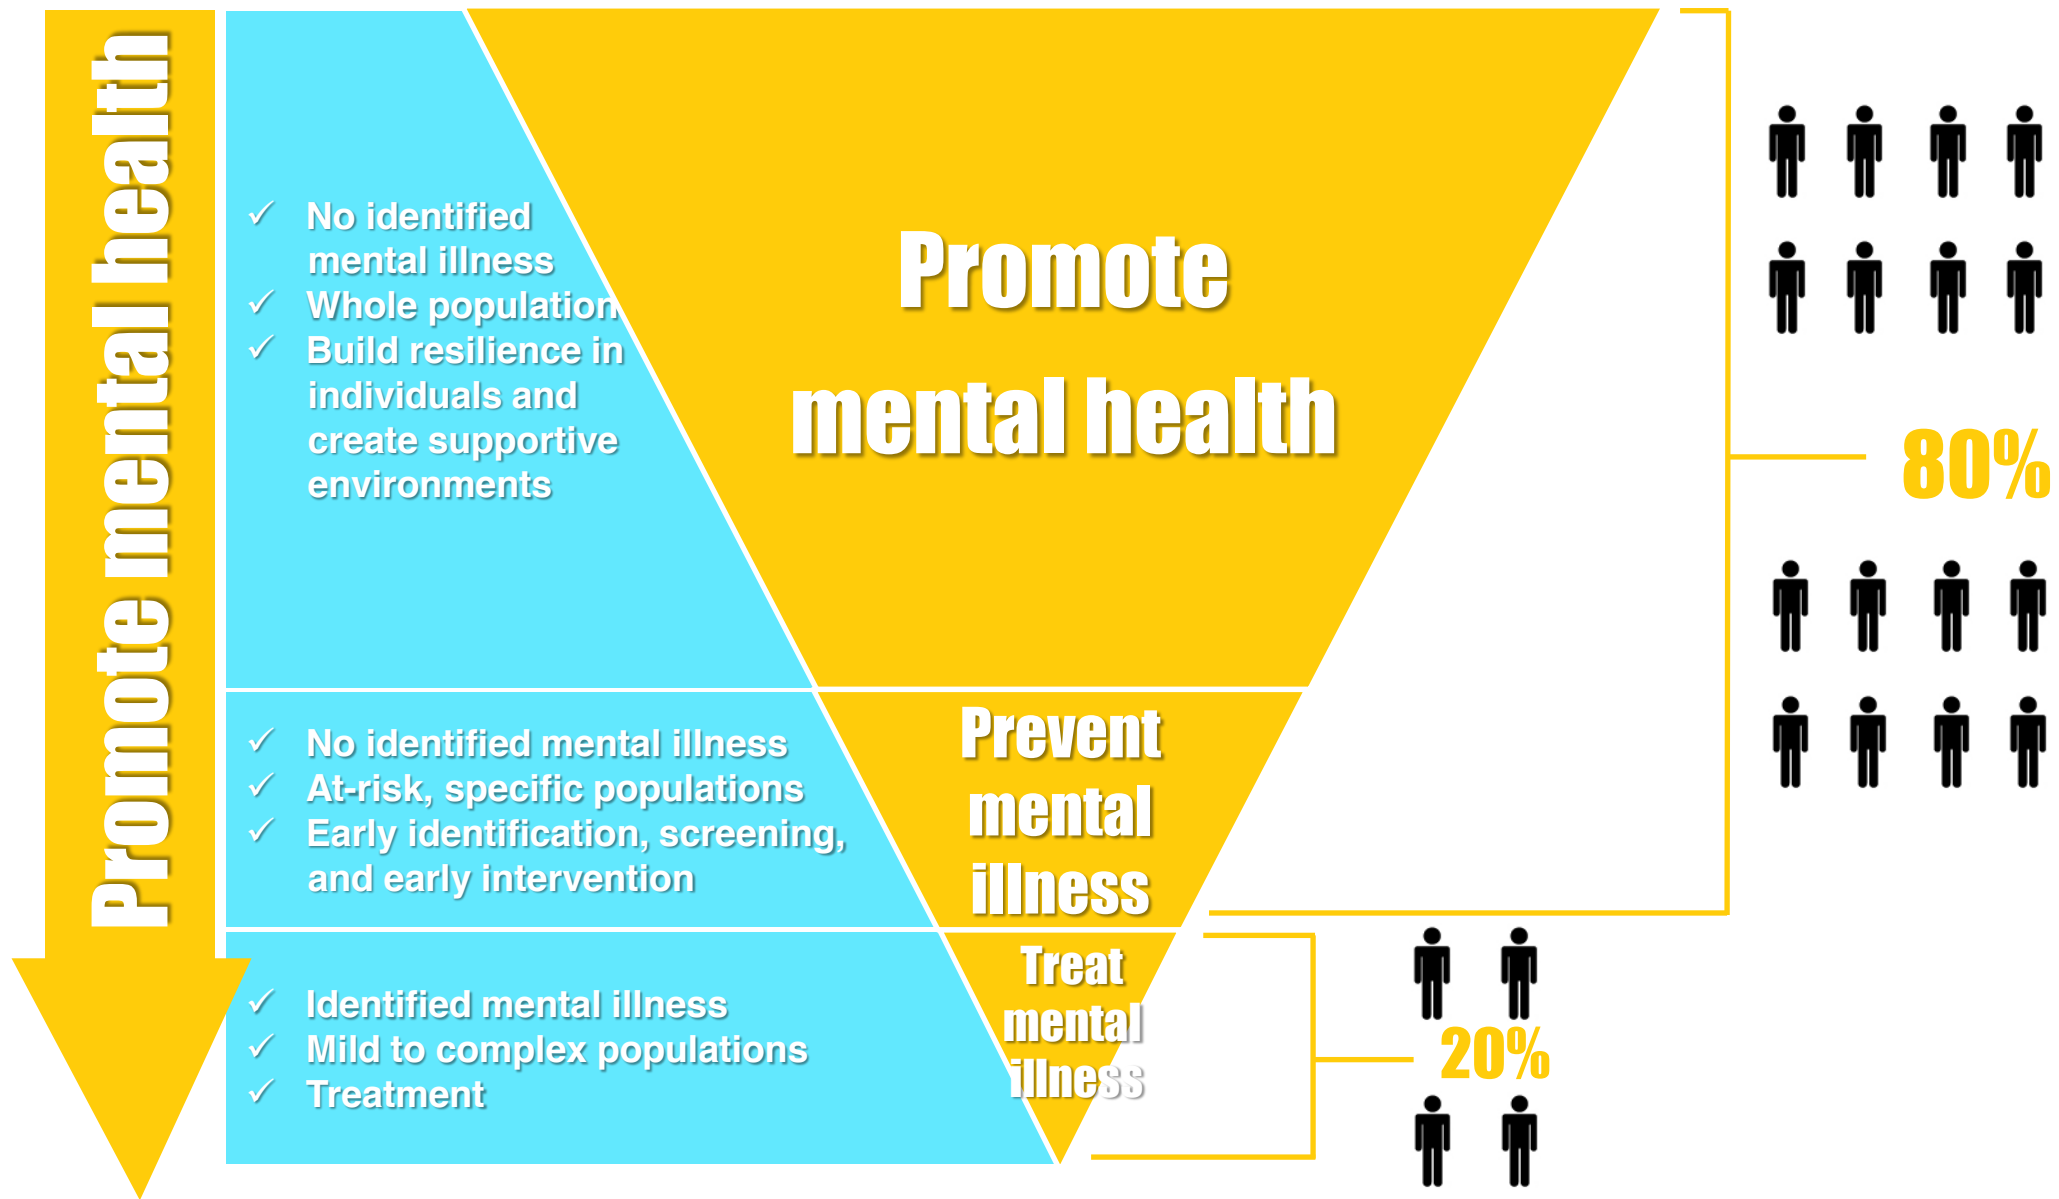 Promote mental health
✓ No identified
mental illness
✓ Whole population
✓ Build resilience in
individuals and
create supportive
environments
Promote
mental health
80%
✓ No identified mental illness
✓ At-risk, specific populations
✓ Early identification, screening,
and early intervention
Prevent
mental
illness
✓ Identified mental illness
✓ Mild to complex populations
✓ Treatment
Treat
mental
illness
20%